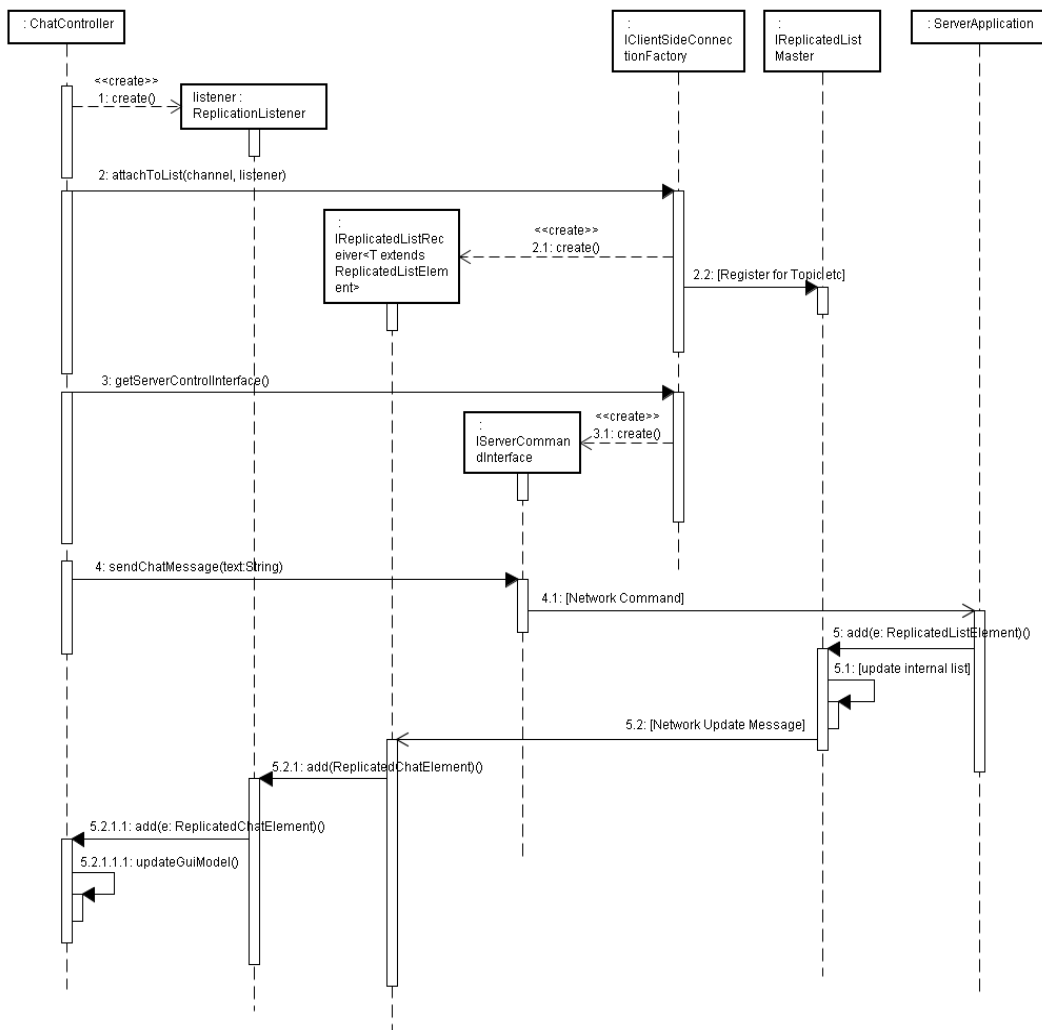 : ChatController
:
IClientSideConnec
tionFactory
:
IReplicatedList
Master
: ServerApplication
<<create>>
1: create()
listener :
ReplicationListener
2: attachToList(channel, listener)
:
IReplicatedListRec
eiver<T extends
ReplicatedListElem
ent>
<<create>>
2.1: create()
2.2: [Register for Topic etc]
3: getServerControlInterface()
:
IServerComman
dInterface
<<create>>
3.1: create()
4: sendChatMessage(text:String)
4.1: [Network Command]
5: add(e: ReplicatedListElement)()
5.1: [update internal list]
5.2: [Network Update Message]
5.2.1: add(ReplicatedChatElement)()
5.2.1.1: add(e: ReplicatedChatElement)()
5.2.1.1.1: updateGuiModel()